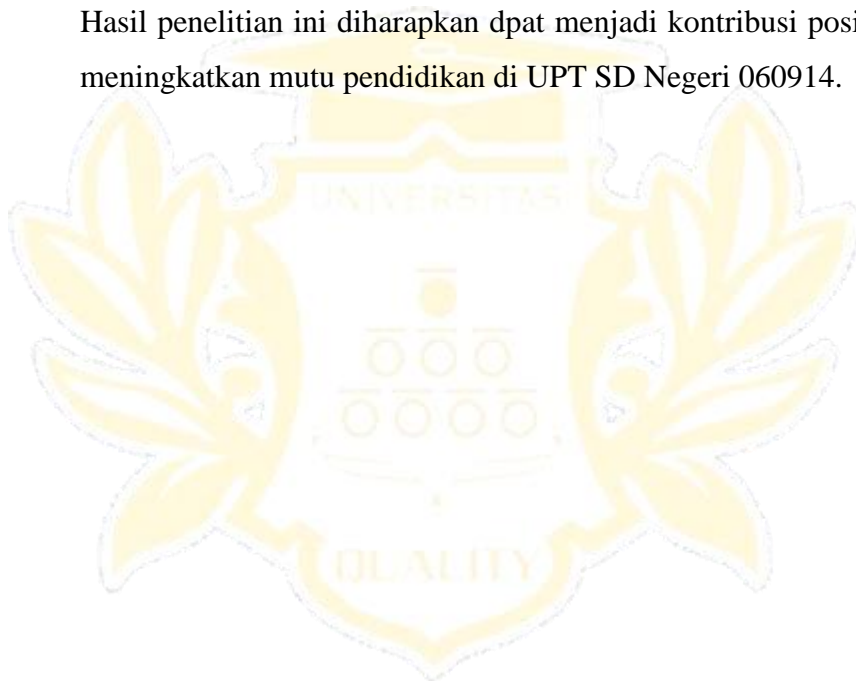 Hasil penelitian ini diharapkan dpat menjadi kontribusi posi
meningkatkan mutu pendidikan di UPT SD Negeri 060914.
UNIVERSITAS
QUALITY